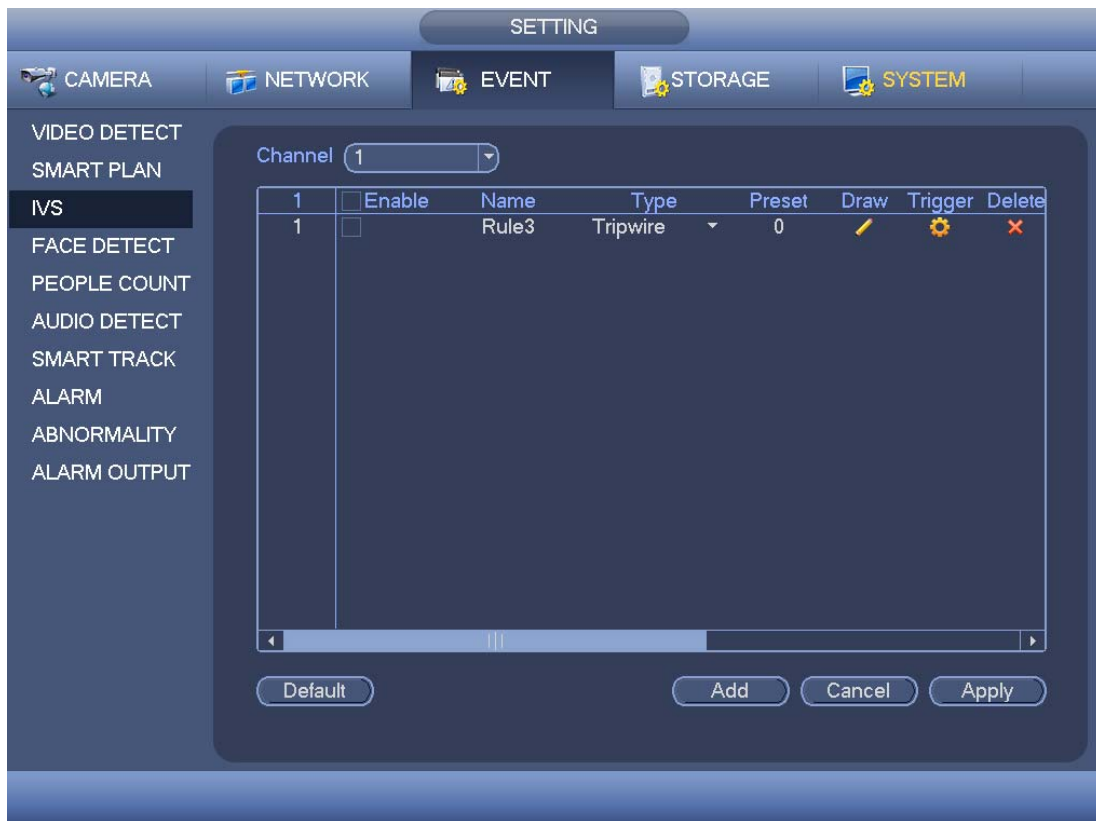 SETTING
CAMERA NETWORK EVENT STORAGE SYSTEM
VIDEO DETECT
SMART PLAN
IVS
FACE DETECT
PEOPLE COUNT
AUDIO DETECT
SMART TRACK
ALARM
ABNORMALITY
ALARM OUTPUT
Channel 1
1 Enable Name Type Preset Draw Trigger Delete
1 Rule3 Tripwire 0
Default Add Cancel Apply